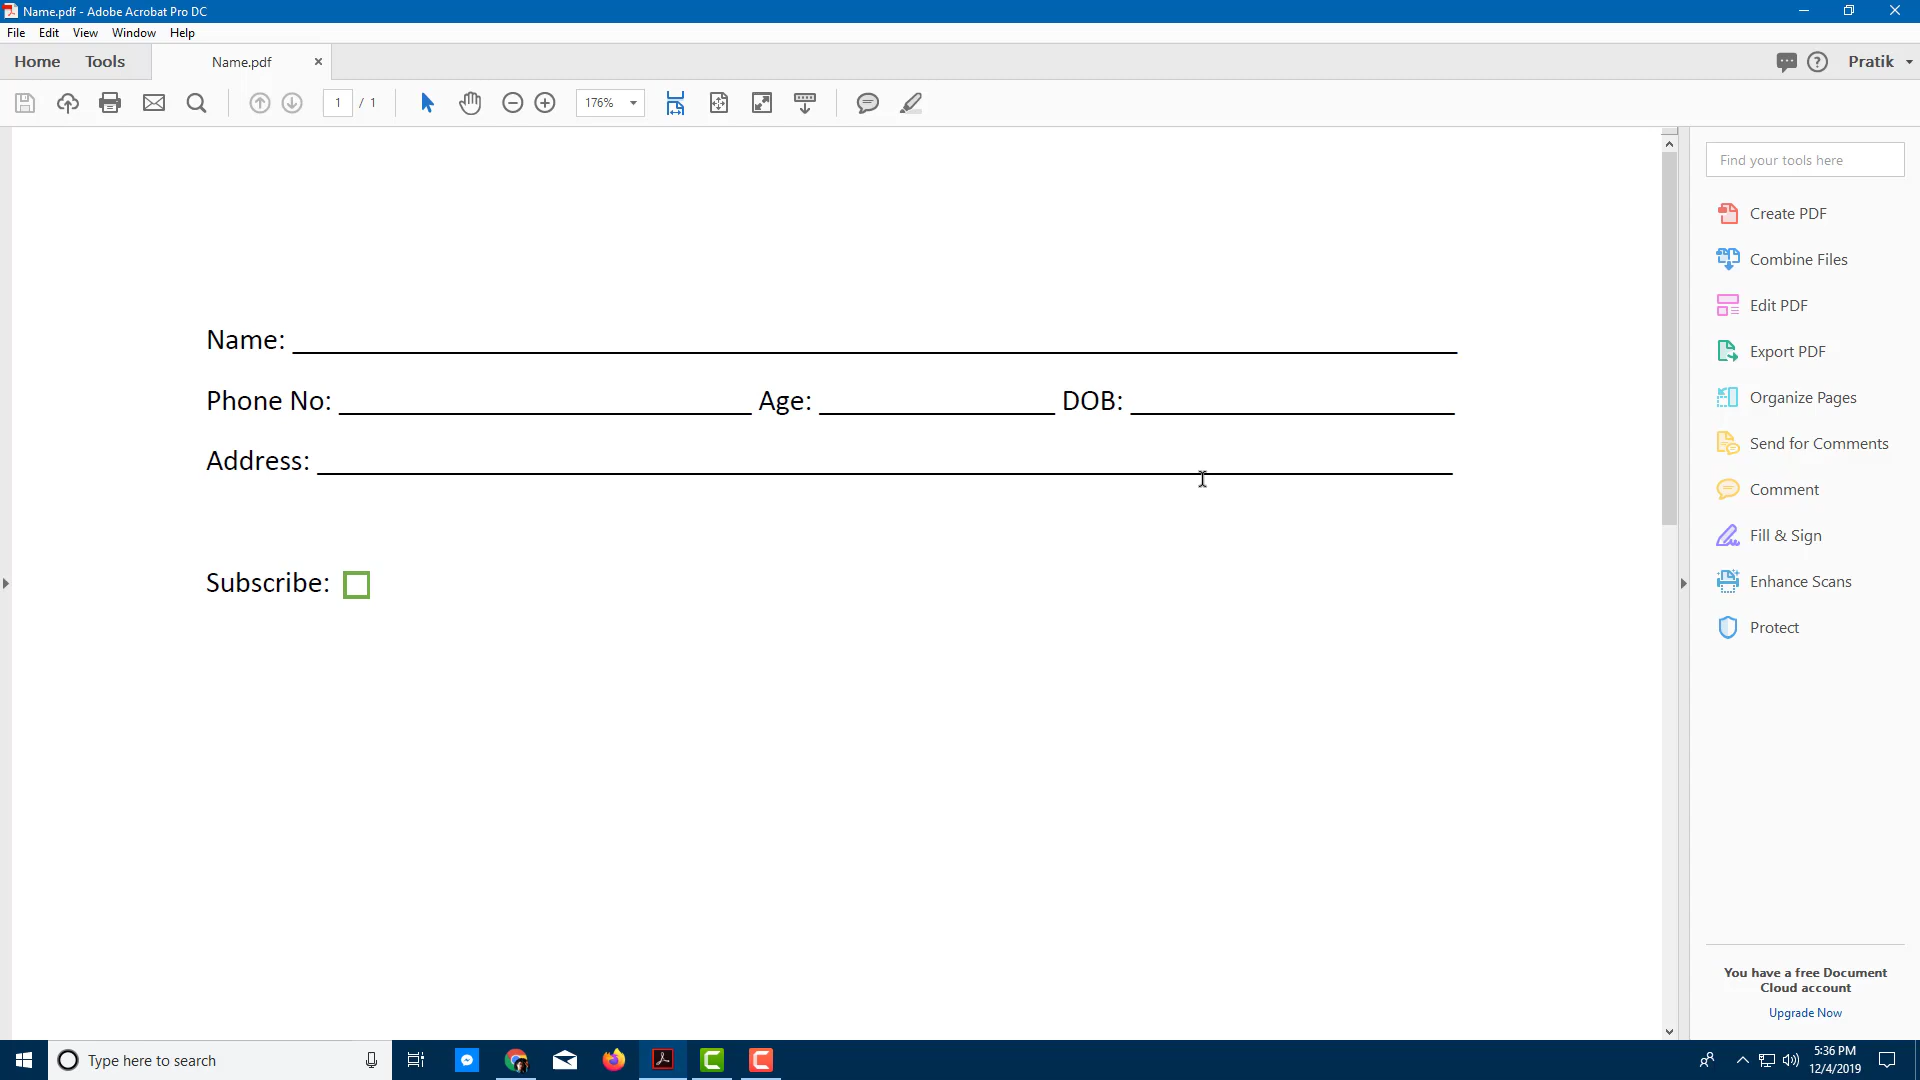 Name.pdf - Adobe Acrobat Pro DC
File Edit View Window Help
Home Tools Name.pdf × Pratik
1 / 1 176%
Find your tools here
Create PDF
Combine Files
Edit PDF
Export PDF
Organize Pages
Send for Comments
Comment
Fill & Sign
Enhance Scans
Protect
Name:
Phone No: Age: DOB:
Address:
Subscribe:
You have a free Document
Cloud account
Upgrade Now
Type here to search
5:36 PM
12/4/2019